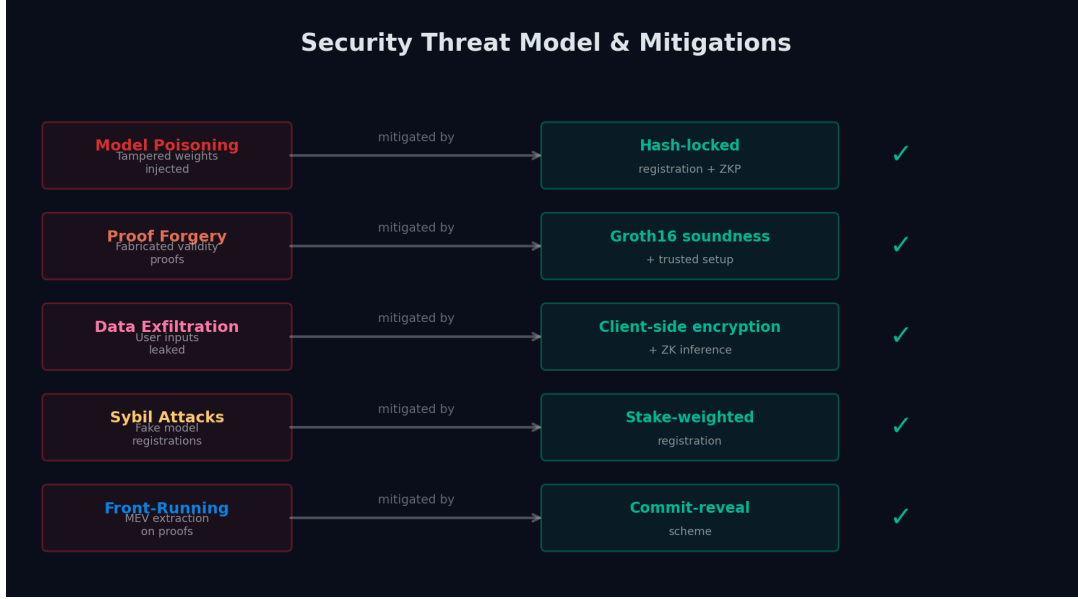 Security Threat Model & Mitigations
Model Poisoning
Tampered weights
injected
mitigated by
Hash-locked
registration + ZKP
✓
Proof Forgery
Fabricated validity
proofs
mitigated by
Groth16 soundness
+ trusted setup
✓
Data Exfiltration
User inputs
leaked
mitigated by
Client-side encryption
+ ZK inference
✓
Sybil Attacks
Fake model
registrations
mitigated by
Stake-weighted
registration
✓
Front-Running
MEV extraction
on proofs
mitigated by
Commit-reveal
scheme
✓